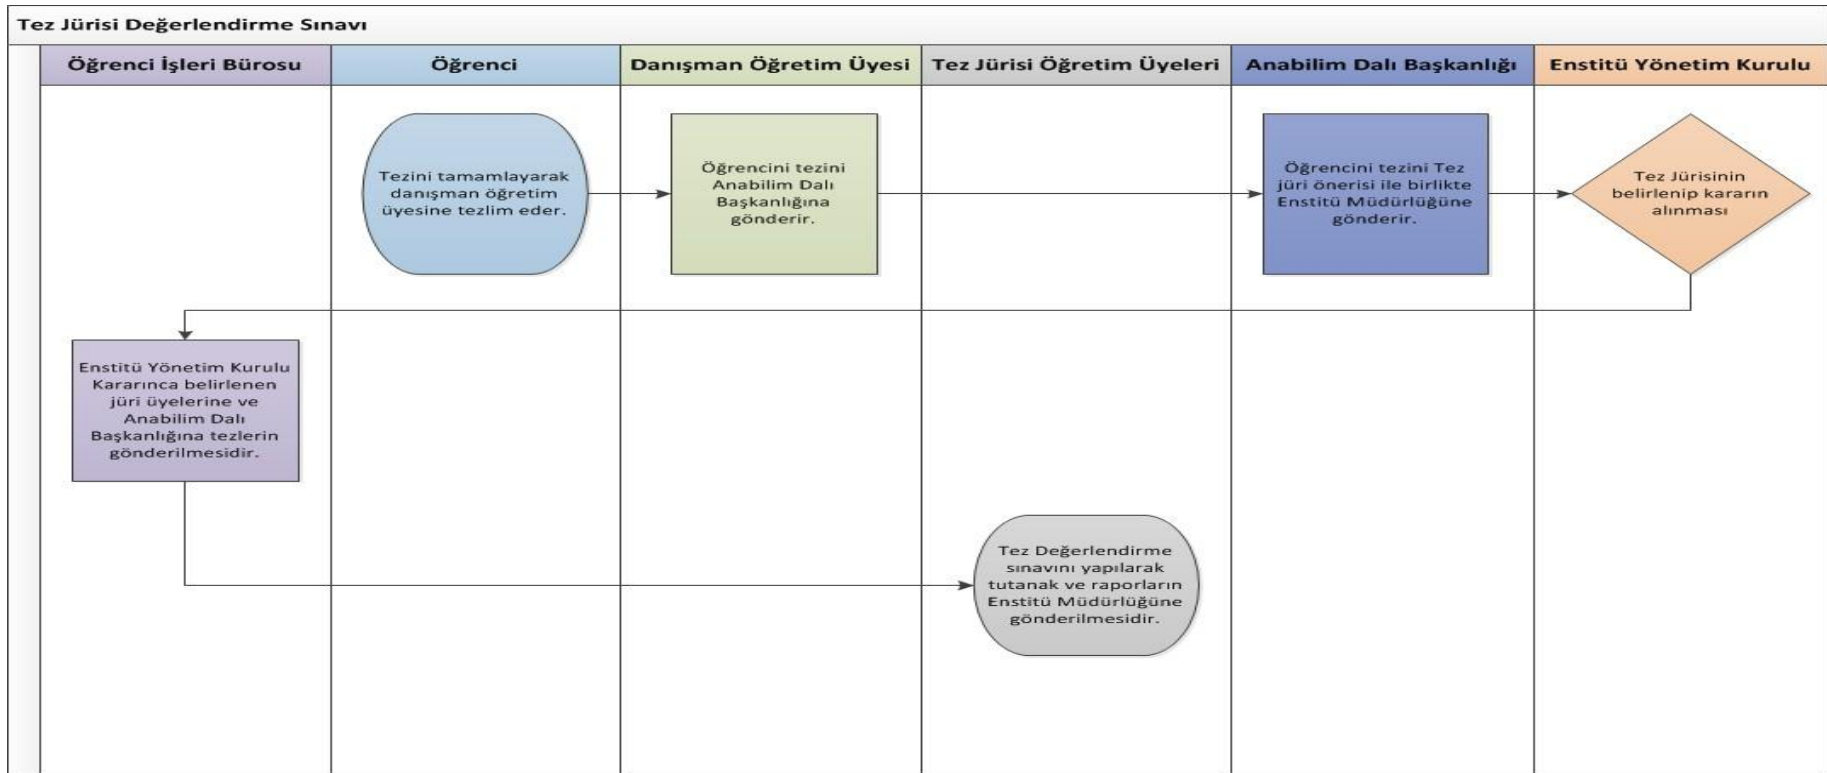 Tez Jürisi Değerlendirme Sınavı
Öğrenci İşleri Bürosu
Öğrenci
Danışman Öğretim Üyesi
Tez Jürisi Öğretim Üyeleri
Anabilim Dalı Başkanlığı
Enstitü Yönetim Kurulu
Tezini tamamlayarak
danışman öğretim
üyesine tezlim eder.
Öğrencini tezini
Anabilim Dalı
Başkanlığına
gönderir.
Öğrencini tezini Tez
jüri önerisi ile birlikte
Enstitü Müdürlüğüne
gönderir.
Tez Jürisinin
belirlenip kararın
alınması
Enstitü Yönetim Kurulu
Kararınca belirlenen
jüri üyelerine ve
Anabilim Dalı
Başkanlığına tezlerin
gönderilmesidir.
Tez Değerlendirme
sınavını yapılarak
tutanak ve raporların
Enstitü Müdürlüğüne
gönderilmesidir.